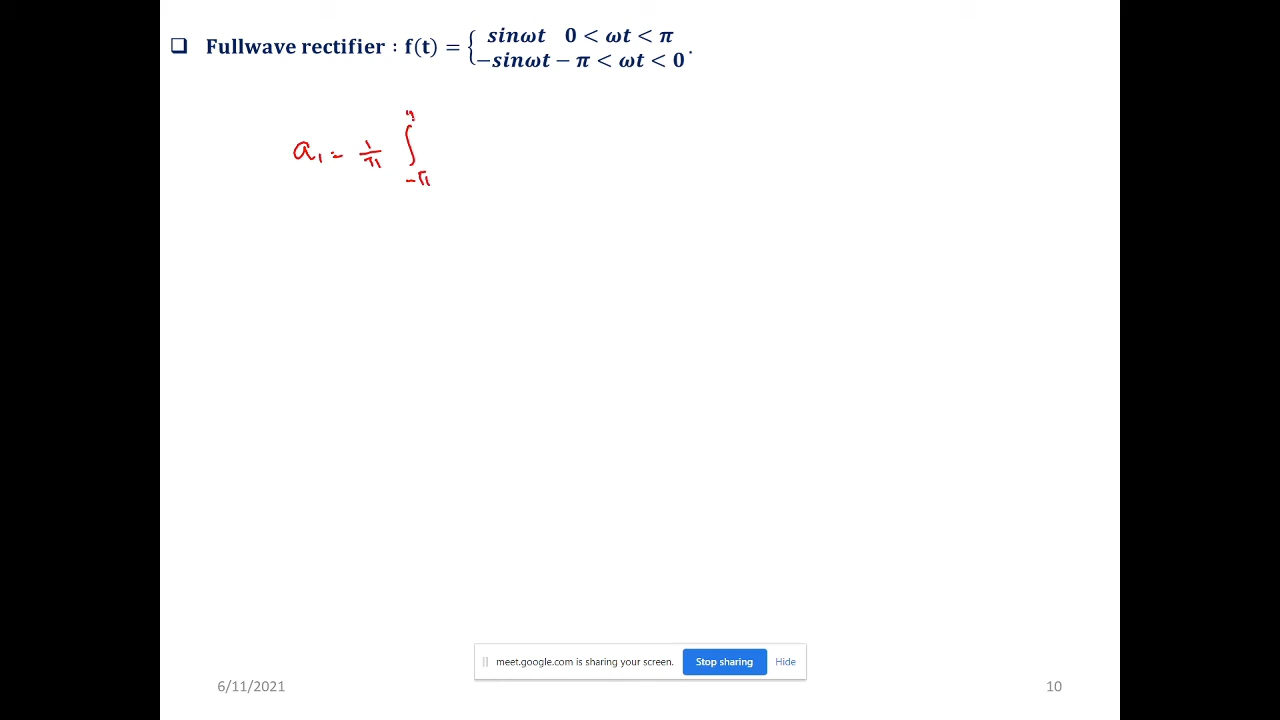 ❑ Fullwave rectifier : f(t) = { sinωt 0 < ωt < π
−sinωt − π < ωt < 0 .
π
a₁ = 1/π ∫
−π
meet.google.com is sharing your screen. Stop sharing Hide
6/11/2021 10